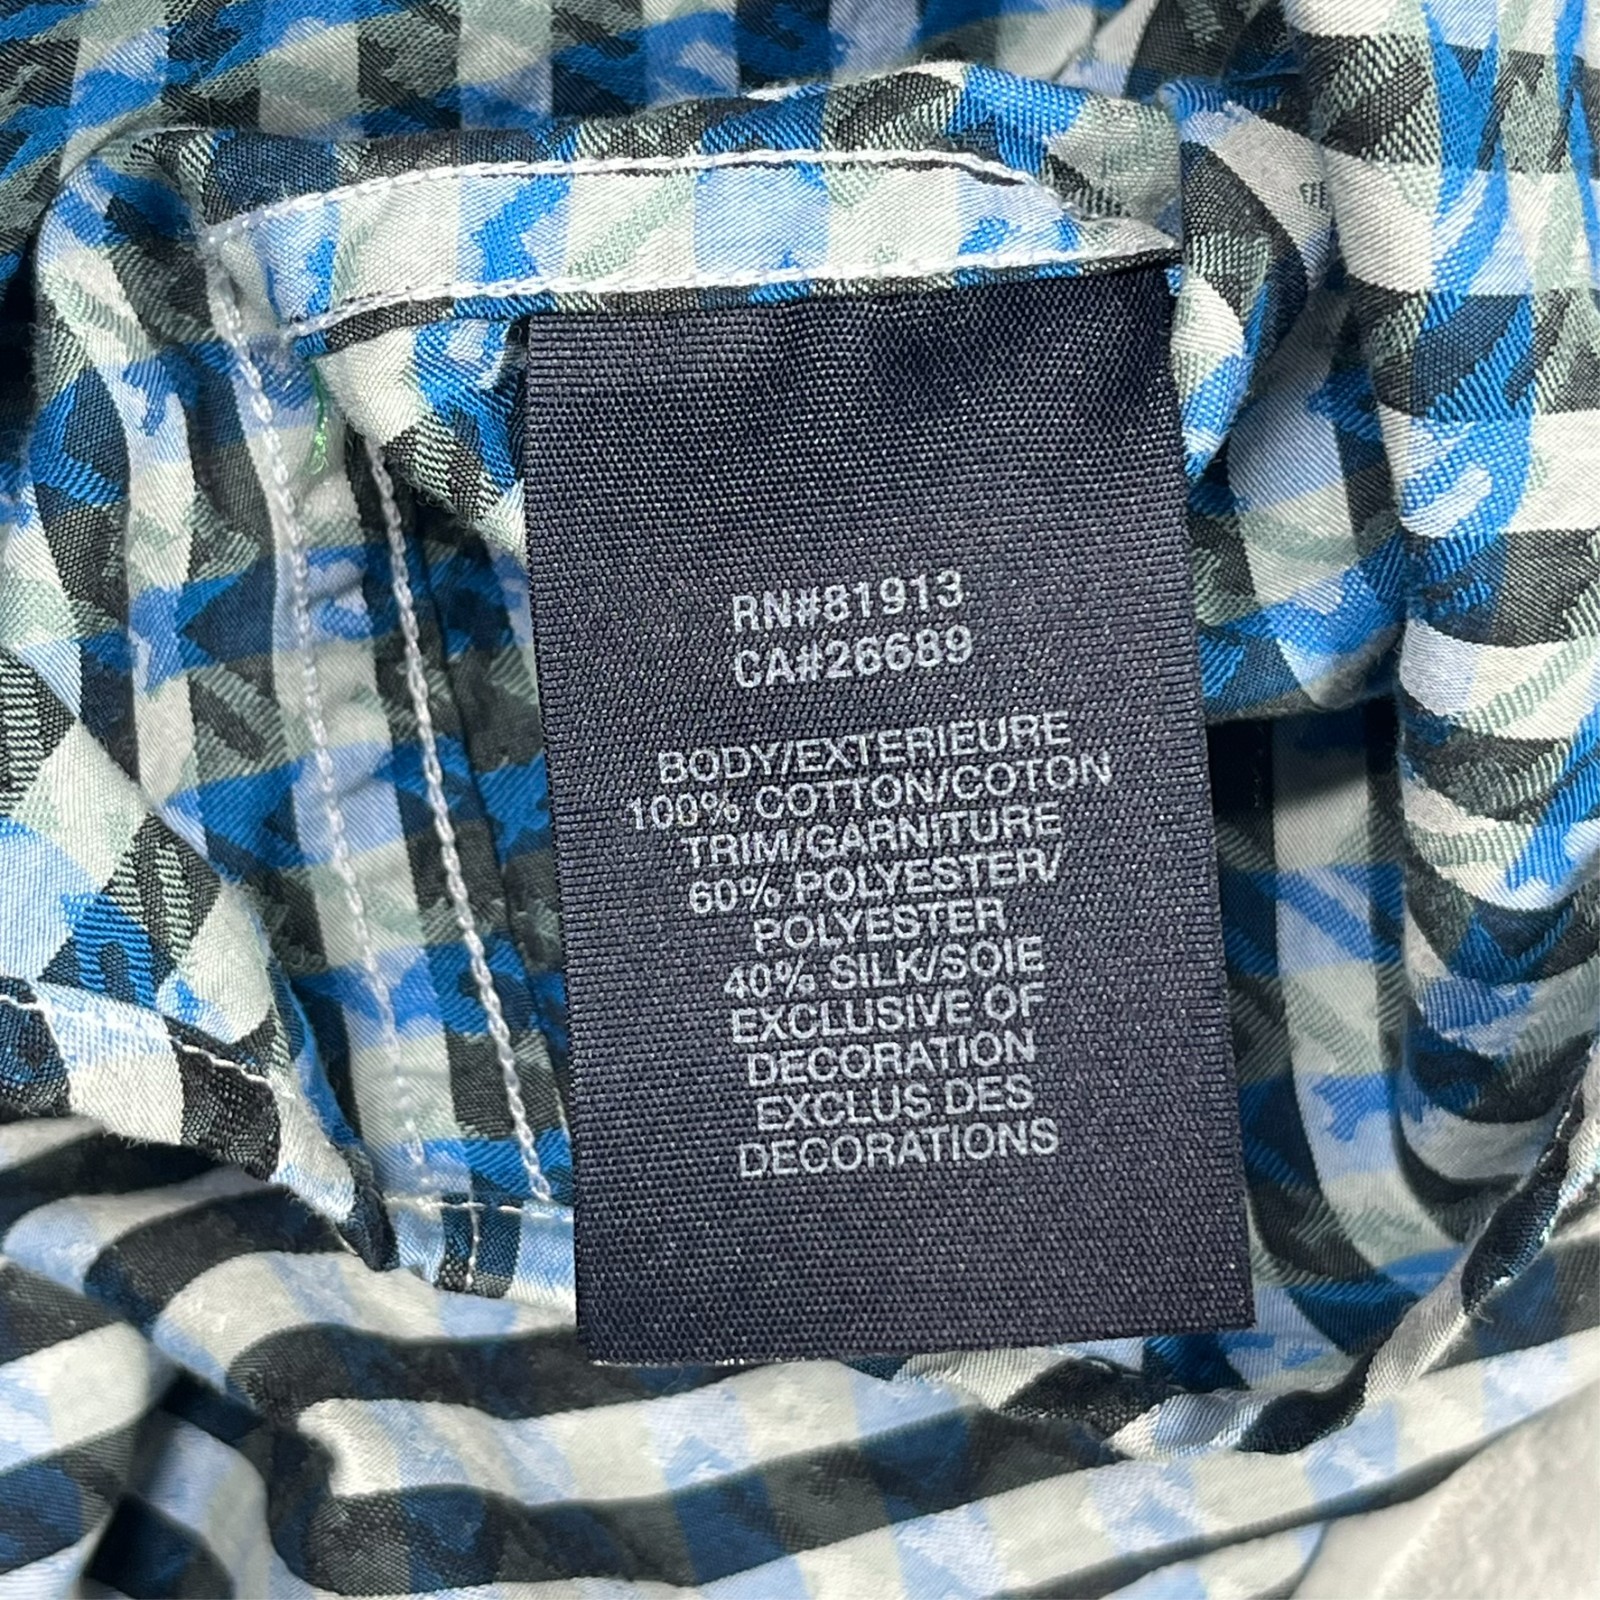 RN#81913
CA#26689
BODY/EXTERIEURE
100% COTTON/COTON
TRIM/GARNITURE
60% POLYESTER/
POLYESTER
40% SILK/SOIE
EXCLUSIVE OF
DECORATION
EXCLUS DES
DECORATIONS